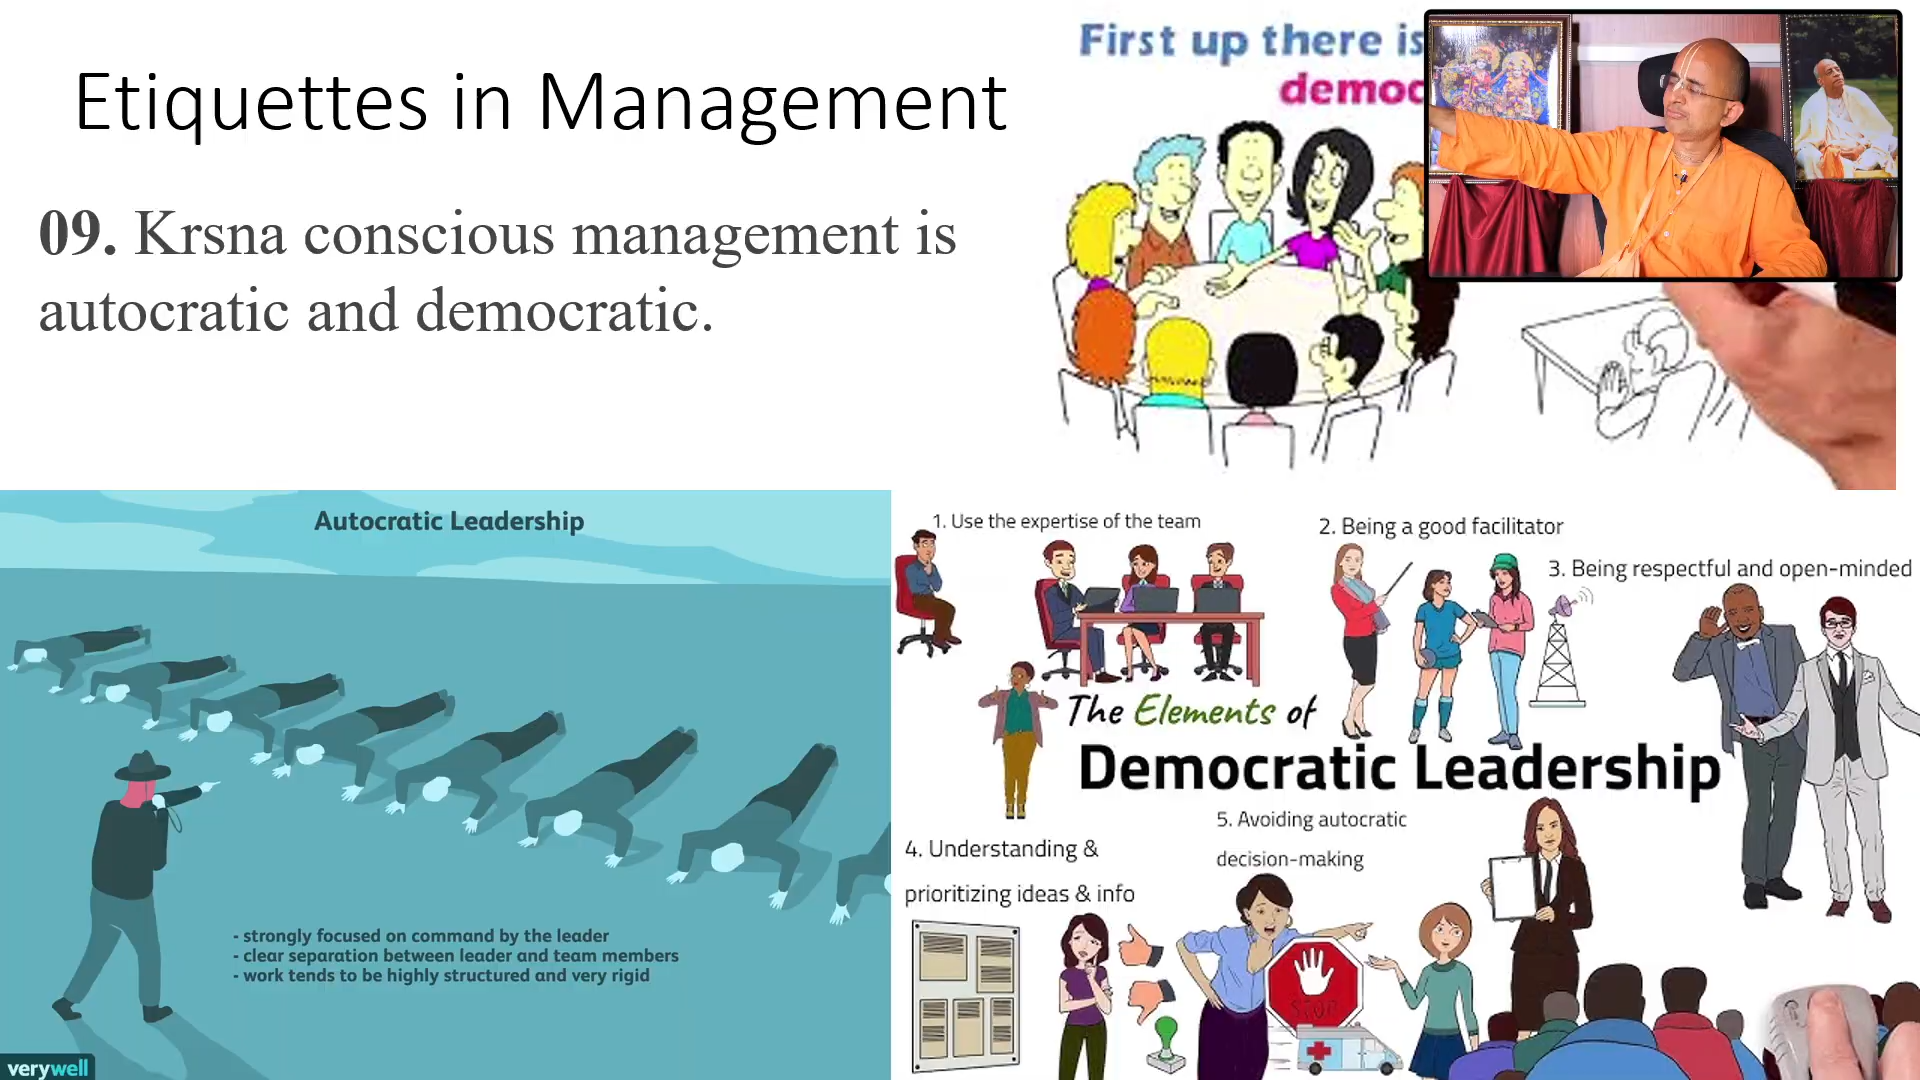 Etiquettes in Management
09. Krsna conscious management is
autocratic and democratic.
First up there is
democ
Autocratic Leadership
- strongly focused on command by the leader
- clear separation between leader and team members
- work tends to be highly structured and very rigid
verywell
1. Use the expertise of the team
2. Being a good facilitator
3. Being respectful and open-minded
The Elements of
Democratic Leadership
4. Understanding &
prioritizing ideas & info
5. Avoiding autocratic
decision-making
STOP